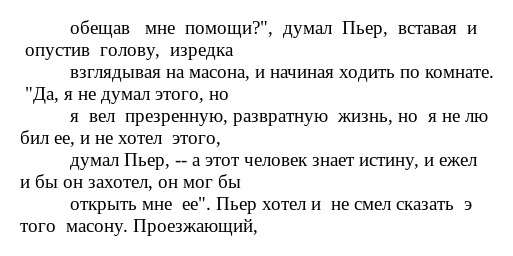 обещав мне помощи?", думал Пьер, вставая и
опустив голову, изредка
взглядывая на масона, и начиная ходить по комнате.
"Да, я не думал этого, но
я вел презренную, развратную жизнь, но я не лю
бил ее, и не хотел этого,
думал Пьер, -- а этот человек знает истину, и ежел
и бы он захотел, он мог бы
открыть мне ее". Пьер хотел и не смел сказать э
того масону. Проезжающий,